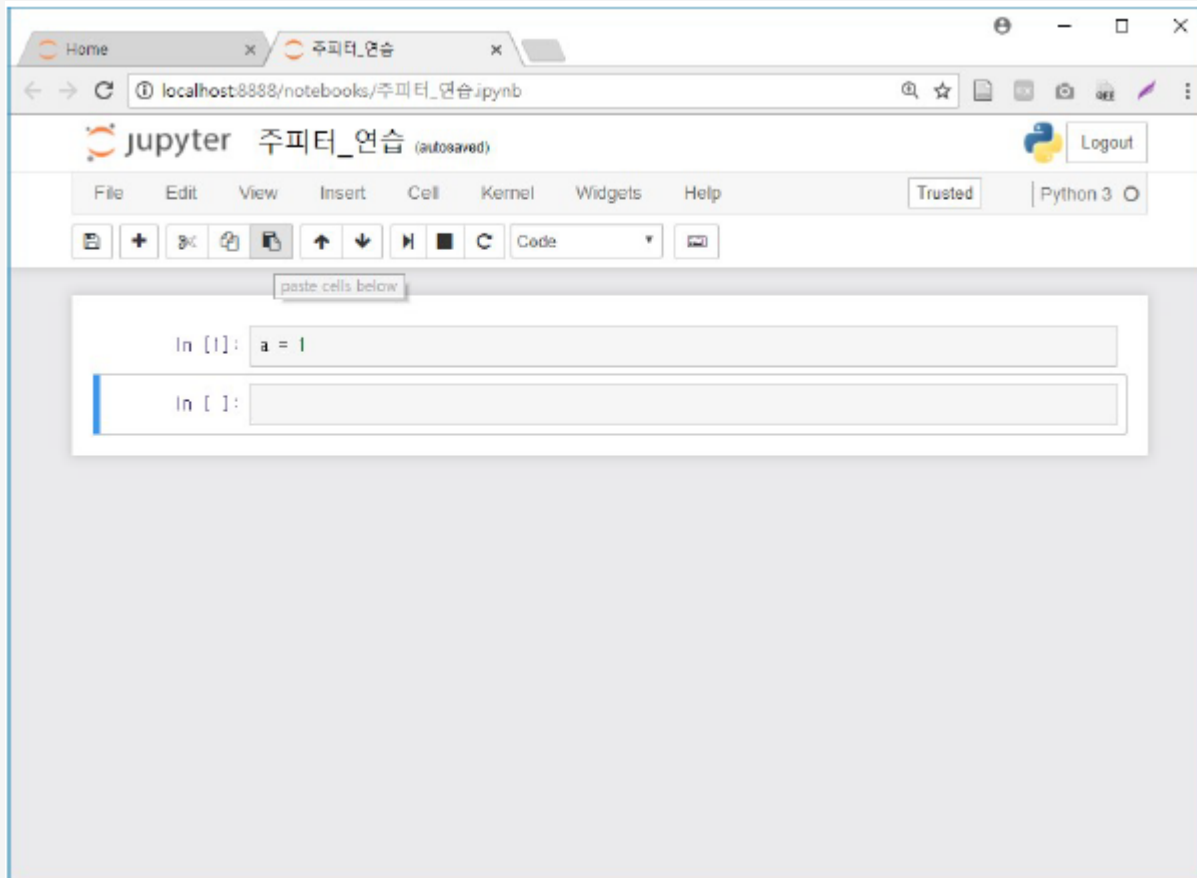 Home
주피터_연습
localhost:8888/notebooks/주피터_연습.ipynb
OFF
jupyter 주피터_연습 (autosaved)
Logout
File Edit View Insert Cell Kernel Widgets Help Trusted Python 3
Code
paste cells below
In [1]: a = 1
In [ ]: